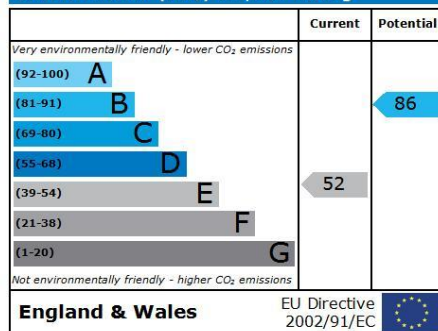 Current Potential
Very environmentally friendly - lower CO₂ emissions
(92-100) A
(81-91) B
86
(69-80) C
(55-68) D
(39-54) E
52
(21-38) F
(1-20) G
Not environmentally friendly - higher CO₂ emissions
England & Wales
EU Directive
2002/91/EC